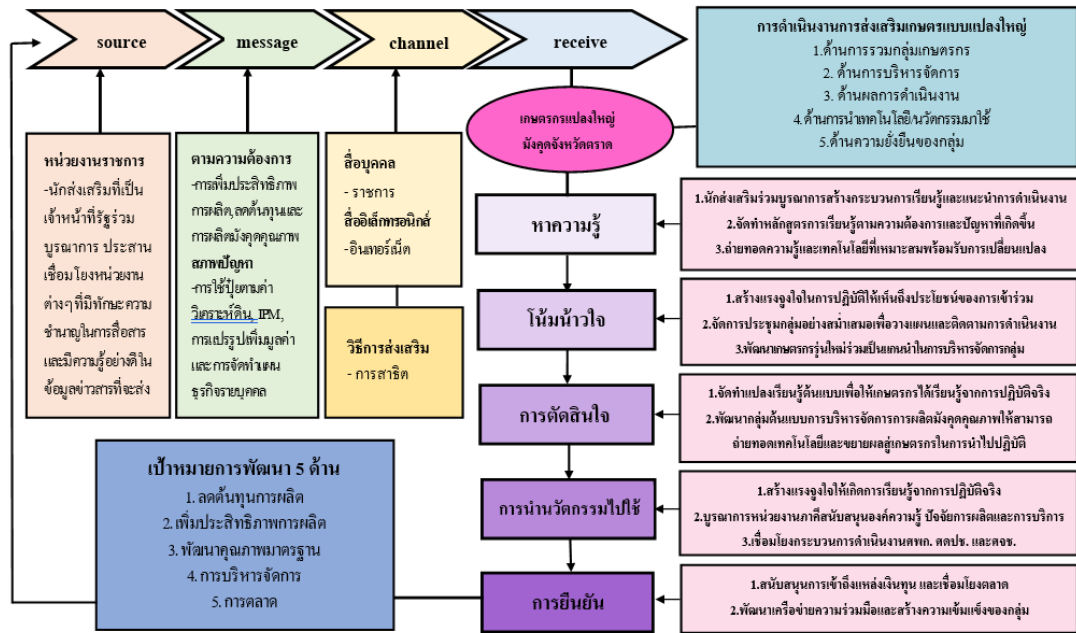 source
message
channel
receive
การดำเนินงานการส่งเสริมเกษตรแบบแปลงใหญ่
1.ด้านการรวมกลุ่มเกษตรกร
2. ด้านการบริหารจัดการ
3. ด้านผลการดำเนินงาน
4.ด้านการนำเทคโนโลยี/นวัตกรรมมาใช้
5.ด้านความยั่งยืนของกลุ่ม
เกษตรกรแปลงใหญ่
มังคุดจังหวัดตราด
หน่วยงานราชการ
-นักส่งเสริมที่เป็น
เจ้าหน้าที่รัฐร่วม
บูรณาการ ประสาน
เชื่อมโยงหน่วยงาน
ต่างๆที่มีทักษะความ
ชำนาญในการสื่อสาร
และมีความรู้อย่างดีใน
ข้อมูลข่าวสารที่จะส่ง
ตามความต้องการ
-การเพิ่มประสิทธิภาพ
การผลิต,ลดต้นทุนและ
การผลิตมังคุดคุณภาพ
สภาพปัญหา
-การใช้ปุ๋ยตามค่า
วิเคราะห์ดิน, IPM,
การแปรรูปเพิ่มมูลค่า
และการจัดทำแผน
ธุรกิจรายบุคคล
สื่อบุคคล
- ราชการ
สื่ออิเล็กทรอนิกส์
-อินเทอร์เน็ต
วิธีการส่งเสริม
- การสาธิต
หาความรู้
1.นักส่งเสริมร่วมบูรณาการสร้างกระบวนการเรียนรู้และแนะนำการดำเนินงาน
2.จัดทำหลักสูตรการเรียนรู้ตามความต้องการและปัญหาที่เกิดขึ้น
3.ถ่ายทอดความรู้และเทคโนโลยีที่เหมาะสมพร้อมรับการเปลี่ยนแปลง
โน้มน้าวใจ
1.สร้างแรงจูงใจในการปฏิบัติให้เห็นถึงประโยชน์ของการเข้าร่วม
2.จัดการประชุมกลุ่มอย่างสม่ำเสมอเพื่อวางแผนและติดตามการดำเนินงาน
3.พัฒนาเกษตรกรรุ่นใหม่ร่วมเป็นแกนนำในการบริหารจัดการกลุ่ม
การตัดสินใจ
1.จัดทำแปลงเรียนรู้ต้นแบบเพื่อให้เกษตรกรได้เรียนรู้จากการปฏิบัติจริง
2.พัฒนากลุ่มต้นแบบการบริหารจัดการการผลิตมังคุดคุณภาพให้สามารถ
ถ่ายทอดเทคโนโลยีและขยายผลสู่เกษตรกรในการนำไปปฏิบัติ
การนำนวัตกรรมไปใช้
1.สร้างแรงจูงใจให้เกิดการเรียนรู้จากการปฏิบัติจริง
2.บูรณาการหน่วยงานภาคีสนับสนุนองค์ความรู้ ปัจจัยการผลิตและการบริการ
3.เชื่อมโยงกระบวนการดำเนินงานศพก. ศดปช. และศจช.
การยืนยัน
1.สนับสนุนการเข้าถึงแหล่งเงินทุน และเชื่อมโยงตลาด
2.พัฒนาเครือข่ายความร่วมมือและสร้างความเข้มแข็งของกลุ่ม
เป้าหมายการพัฒนา 5 ด้าน
1. ลดต้นทุนการผลิต
2. เพิ่มประสิทธิภาพการผลิต
3. พัฒนาคุณภาพมาตรฐาน
4. การบริหารจัดการ
5. การตลาด